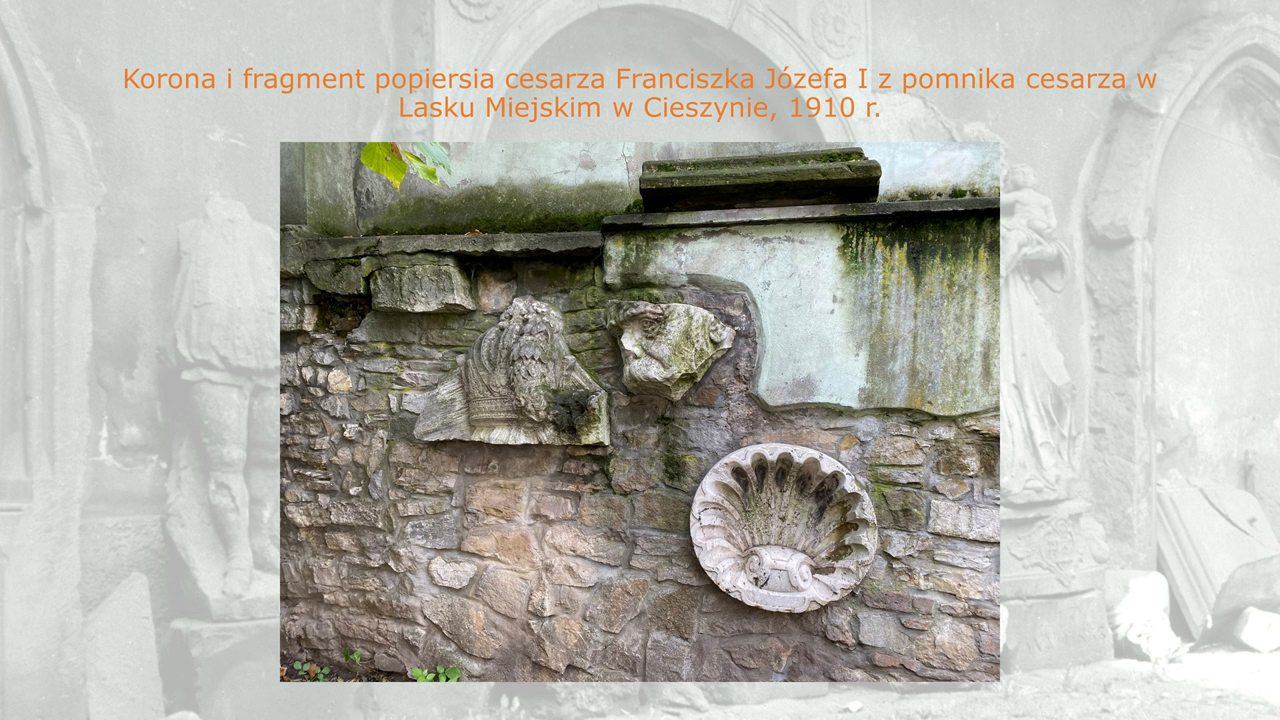 Korona i fragment popiersia cesarza Franciszka Józefa I z pomnika cesarza w
Lasku Miejskim w Cieszynie, 1910 r.